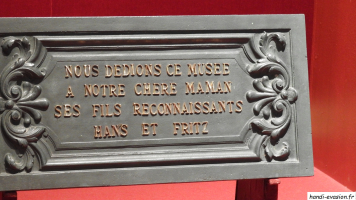 NOUS DEDIONS CE MUSEE
A NOTRE CHERE MAMAN
SES FILS RECONNAISSANTS
HANS ET FRITZ
handi-evasion.fr